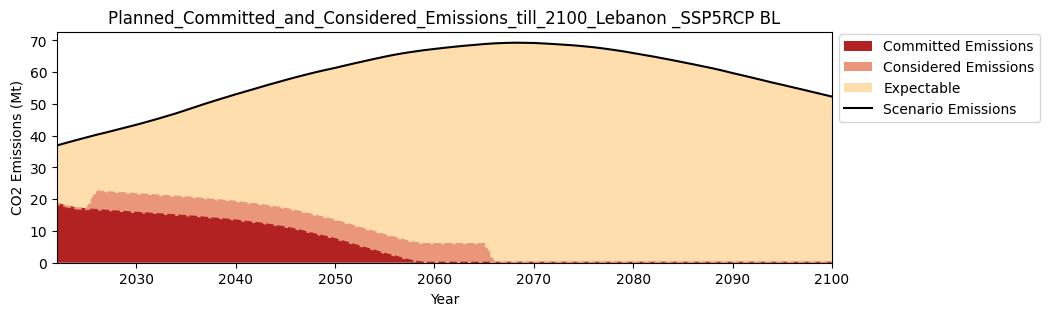 Planned_Committed_and_Considered_Emissions_till_2100_Lebanon _SSP5RCP BL
70
60
50
40
30
20
10
0
CO2 Emissions (Mt)
2030
2040
2050
2060
2070
2080
2090
2100
Year
Committed Emissions
Considered Emissions
Expectable
Scenario Emissions